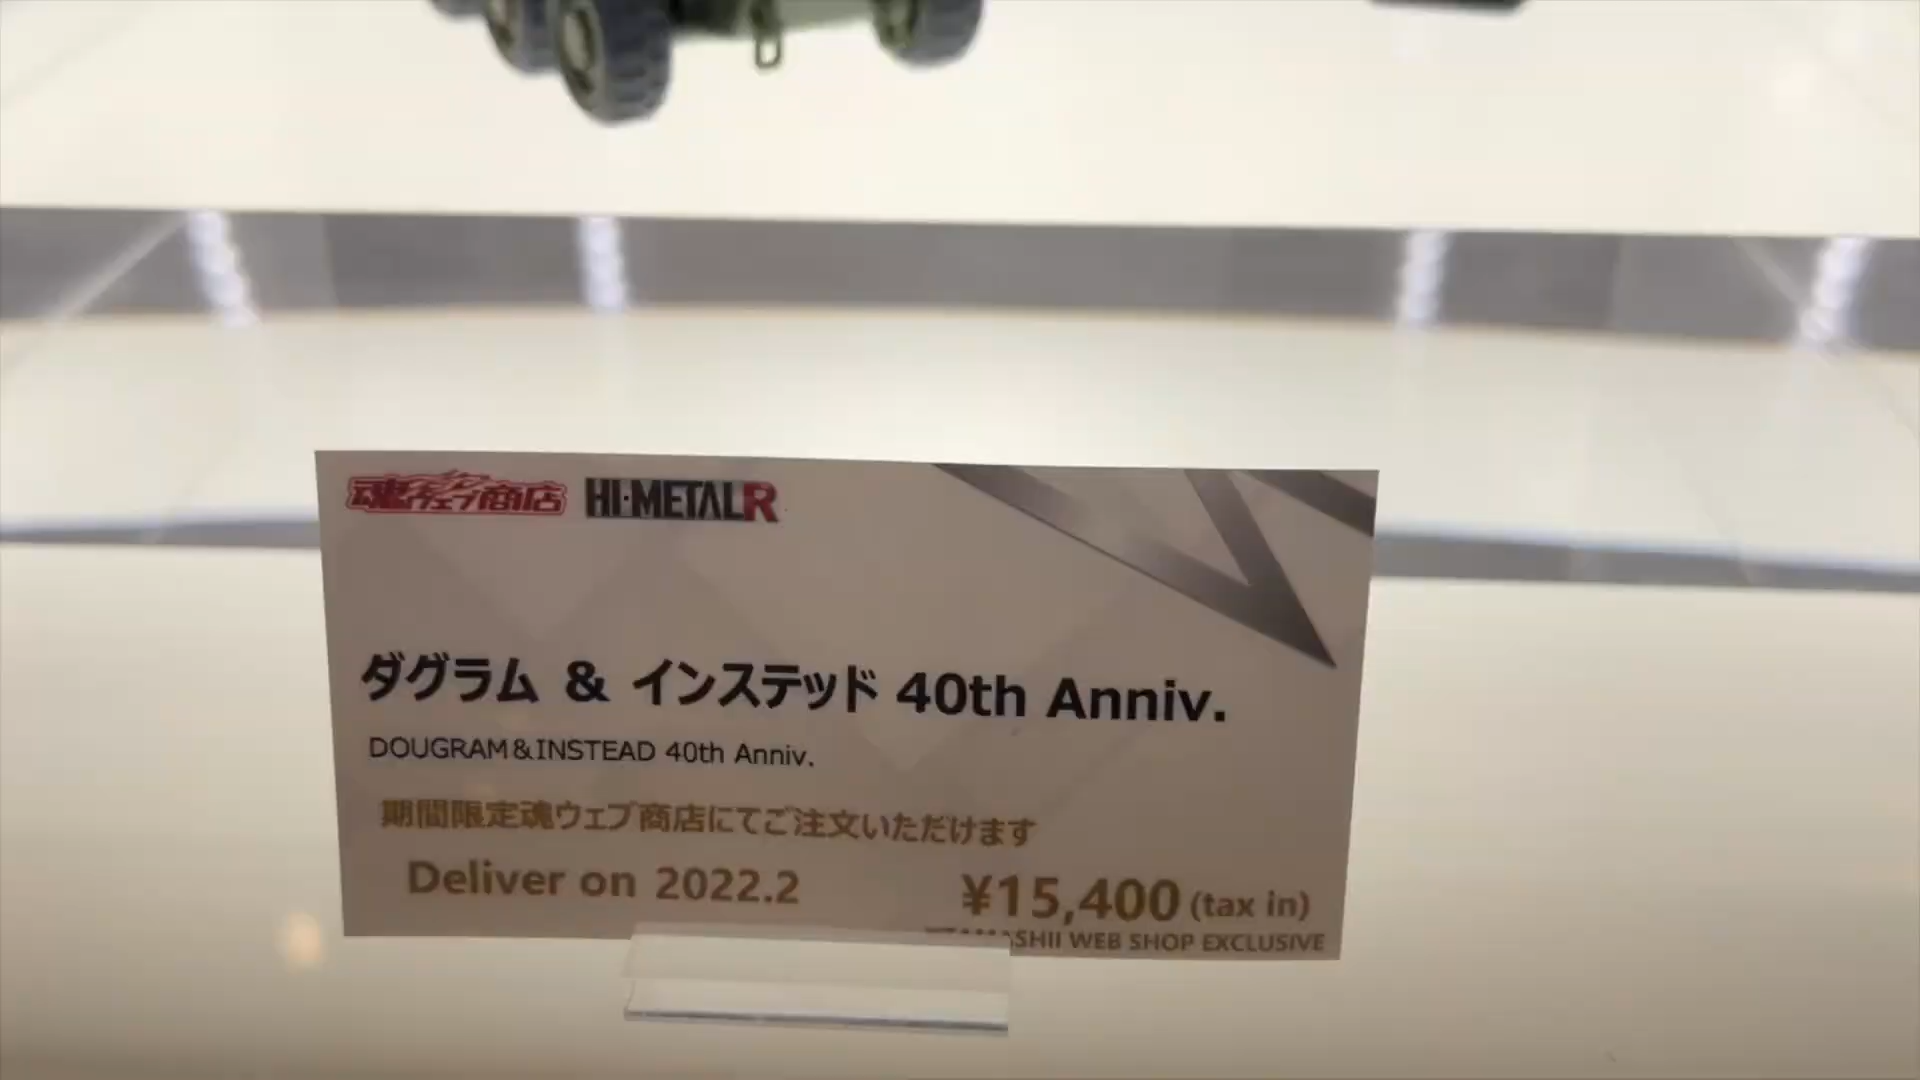 魂ウェブ商店 HI-METAL R
ダグラム & インステッド 40th Anniv.
DOUGRAM&INSTEAD 40th Anniv.
期間限定魂ウェブ商店にてご注文いただけます
Deliver on 2022.2 ¥15,400 (tax in)
WEB SHOP EXCLUSIVE